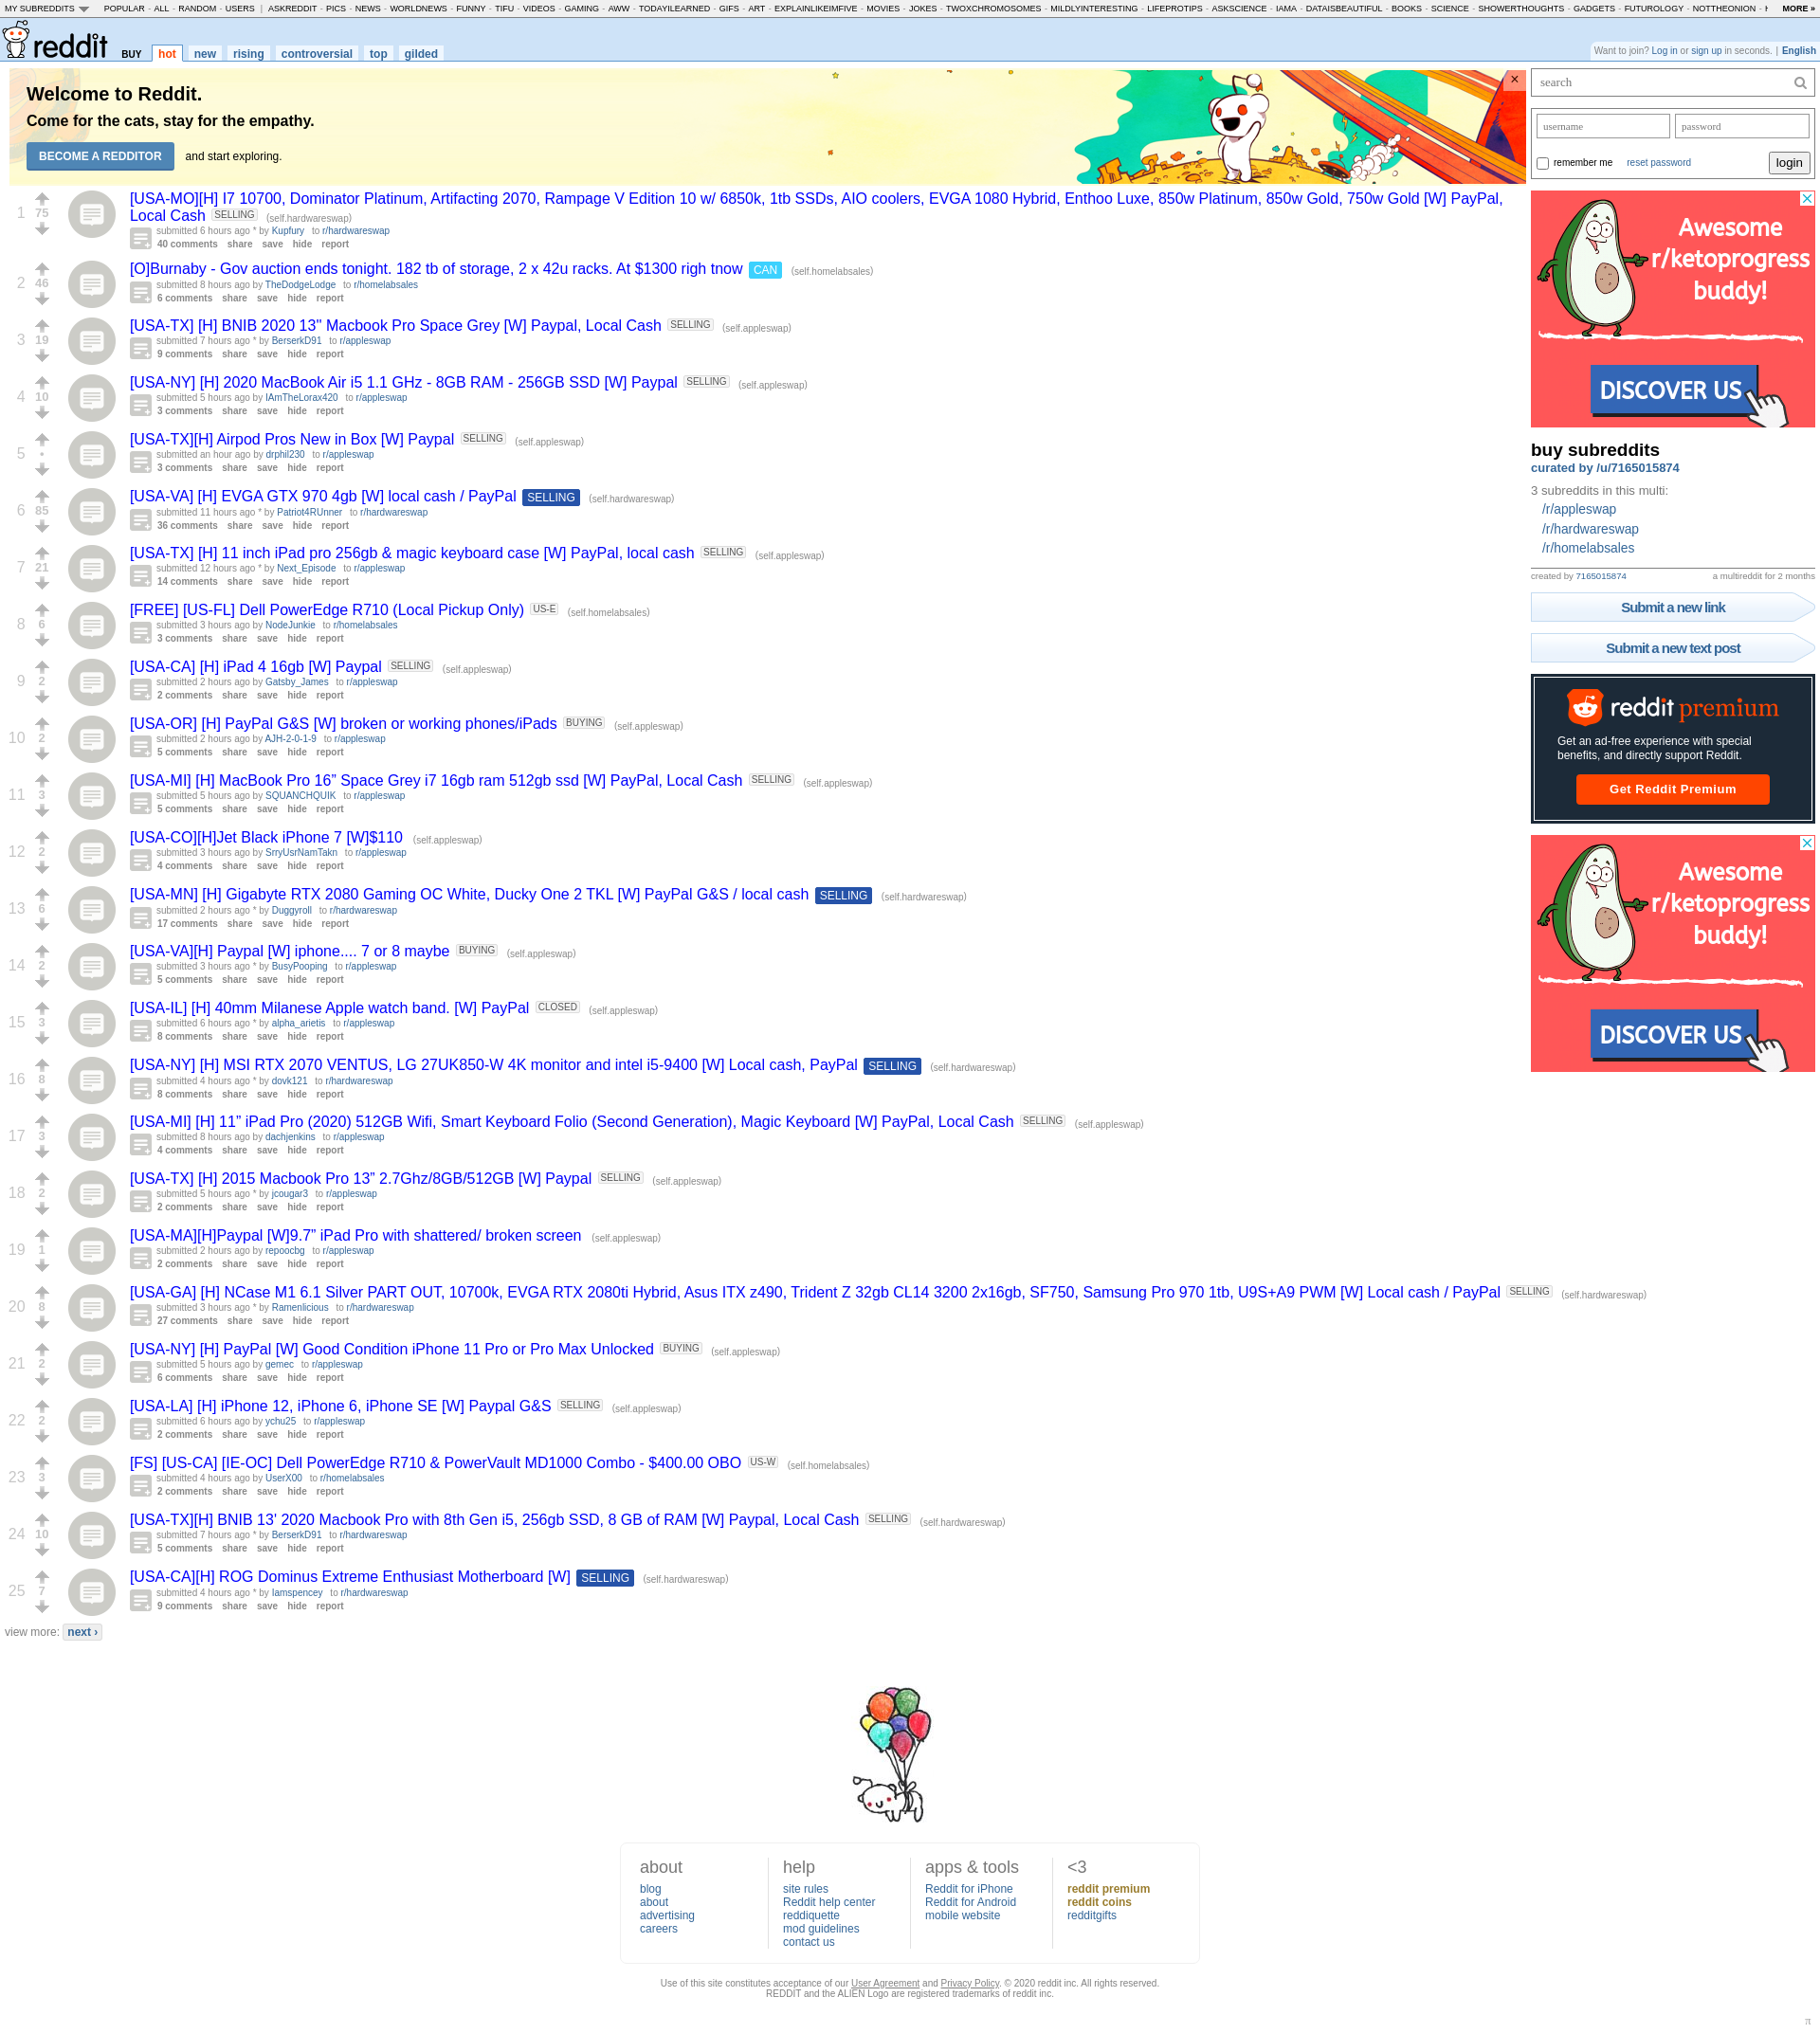 MY SUBREDDITS POPULAR - ALL - RANDOM - USERS | ASKREDDIT - PICS - NEWS - WORLDNEWS - FUNNY - TIFU - VIDEOS - GAMING - AWW - TODAYILEARNED - GIFS - ART - EXPLAINLIKEIMFIVE - MOVIES - JOKES - TWOXCHROMOSOMES - MILDLYINTERESTING - LIFEPROTIPS - ASKSCIENCE - IAMA - DATAISBEAUTIFUL - BOOKS - SCIENCE - SHOWERTHOUGHTS - GADGETS - FUTUROLOGY - NOTTHEONION - MORE »
reddit BUY hot new rising controversial top gilded
Want to join? Log in or sign up in seconds. | English
Welcome to Reddit.
Come for the cats, stay for the empathy.
BECOME A REDDITOR and start exploring.
×
1 75 [USA-MO][H] I7 10700, Dominator Platinum, Artifacting 2070, Rampage V Edition 10 w/ 6850k, 1tb SSDs, AIO coolers, EVGA 1080 Hybrid, Enthoo Luxe, 850w Platinum, 850w Gold, 750w Gold [W] PayPal,
Local Cash SELLING (self.hardwareswap)
submitted 6 hours ago * by Kupfury to r/hardwareswap
40 comments share save hide report
2 46 [O]Burnaby - Gov auction ends tonight. 182 tb of storage, 2 x 42u racks. At $1300 righ tnow CAN (self.homelabsales)
submitted 8 hours ago by TheDodgeLodge to r/homelabsales
6 comments share save hide report
3 19 [USA-TX] [H] BNIB 2020 13" Macbook Pro Space Grey [W] Paypal, Local Cash SELLING (self.appleswap)
submitted 7 hours ago * by BerserkD91 to r/appleswap
9 comments share save hide report
4 10 [USA-NY] [H] 2020 MacBook Air i5 1.1 GHz - 8GB RAM - 256GB SSD [W] Paypal SELLING (self.appleswap)
submitted 5 hours ago by IAmTheLorax420 to r/appleswap
3 comments share save hide report
5 • [USA-TX][H] Airpod Pros New in Box [W] Paypal SELLING (self.appleswap)
submitted an hour ago by drphil230 to r/appleswap
3 comments share save hide report
6 85 [USA-VA] [H] EVGA GTX 970 4gb [W] local cash / PayPal SELLING (self.hardwareswap)
submitted 11 hours ago * by Patriot4RUnner to r/hardwareswap
36 comments share save hide report
7 21 [USA-TX] [H] 11 inch iPad pro 256gb & magic keyboard case [W] PayPal, local cash SELLING (self.appleswap)
submitted 12 hours ago * by Next_Episode to r/appleswap
14 comments share save hide report
8 6 [FREE] [US-FL] Dell PowerEdge R710 (Local Pickup Only) US-E (self.homelabsales)
submitted 3 hours ago by NodeJunkie to r/homelabsales
3 comments share save hide report
9 2 [USA-CA] [H] iPad 4 16gb [W] Paypal SELLING (self.appleswap)
submitted 2 hours ago by Gatsby_James to r/appleswap
2 comments share save hide report
10 2 [USA-OR] [H] PayPal G&S [W] broken or working phones/iPads BUYING (self.appleswap)
submitted 2 hours ago by AJH-2-0-1-9 to r/appleswap
5 comments share save hide report
11 3 [USA-MI] [H] MacBook Pro 16” Space Grey i7 16gb ram 512gb ssd [W] PayPal, Local Cash SELLING (self.appleswap)
submitted 5 hours ago by SQUANCHQUIK to r/appleswap
5 comments share save hide report
12 2 [USA-CO][H]Jet Black iPhone 7 [W]$110 (self.appleswap)
submitted 3 hours ago by SrryUsrNamTakn to r/appleswap
4 comments share save hide report
13 6 [USA-MN] [H] Gigabyte RTX 2080 Gaming OC White, Ducky One 2 TKL [W] PayPal G&S / local cash SELLING (self.hardwareswap)
submitted 2 hours ago * by Duggyroll to r/hardwareswap
17 comments share save hide report
14 2 [USA-VA][H] Paypal [W] iphone.... 7 or 8 maybe BUYING (self.appleswap)
submitted 3 hours ago * by BusyPooping to r/appleswap
5 comments share save hide report
15 3 [USA-IL] [H] 40mm Milanese Apple watch band. [W] PayPal CLOSED (self.appleswap)
submitted 6 hours ago * by alpha_arietis to r/appleswap
8 comments share save hide report
16 8 [USA-NY] [H] MSI RTX 2070 VENTUS, LG 27UK850-W 4K monitor and intel i5-9400 [W] Local cash, PayPal SELLING (self.hardwareswap)
submitted 4 hours ago * by dovk121 to r/hardwareswap
8 comments share save hide report
17 3 [USA-MI] [H] 11” iPad Pro (2020) 512GB Wifi, Smart Keyboard Folio (Second Generation), Magic Keyboard [W] PayPal, Local Cash SELLING (self.appleswap)
submitted 8 hours ago by dachjenkins to r/appleswap
4 comments share save hide report
18 2 [USA-TX] [H] 2015 Macbook Pro 13” 2.7Ghz/8GB/512GB [W] Paypal SELLING (self.appleswap)
submitted 5 hours ago * by jcougar3 to r/appleswap
2 comments share save hide report
19 1 [USA-MA][H]Paypal [W]9.7” iPad Pro with shattered/ broken screen (self.appleswap)
submitted 2 hours ago by repoocbg to r/appleswap
2 comments share save hide report
20 8 [USA-GA] [H] NCase M1 6.1 Silver PART OUT, 10700k, EVGA RTX 2080ti Hybrid, Asus ITX z490, Trident Z 32gb CL14 3200 2x16gb, SF750, Samsung Pro 970 1tb, U9S+A9 PWM [W] Local cash / PayPal SELLING (self.hardwareswap)
submitted 3 hours ago * by Ramenlicious to r/hardwareswap
27 comments share save hide report
21 2 [USA-NY] [H] PayPal [W] Good Condition iPhone 11 Pro or Pro Max Unlocked BUYING (self.appleswap)
submitted 5 hours ago by gemec to r/appleswap
6 comments share save hide report
22 2 [USA-LA] [H] iPhone 12, iPhone 6, iPhone SE [W] Paypal G&S SELLING (self.appleswap)
submitted 6 hours ago by ychu25 to r/appleswap
2 comments share save hide report
23 3 [FS] [US-CA] [IE-OC] Dell PowerEdge R710 & PowerVault MD1000 Combo - $400.00 OBO US-W (self.homelabsales)
submitted 4 hours ago by UserX00 to r/homelabsales
2 comments share save hide report
24 10 [USA-TX][H] BNIB 13' 2020 Macbook Pro with 8th Gen i5, 256gb SSD, 8 GB of RAM [W] Paypal, Local Cash SELLING (self.hardwareswap)
submitted 7 hours ago * by BerserkD91 to r/hardwareswap
5 comments share save hide report
25 7 [USA-CA][H] ROG Dominus Extreme Enthusiast Motherboard [W] SELLING (self.hardwareswap)
submitted 4 hours ago * by Iamspencey to r/hardwareswap
9 comments share save hide report
view more: next ›
search
username password
remember me reset password login
Awesome
r/ketoprogress
buddy!
DISCOVER US
buy subreddits
curated by /u/7165015874
3 subreddits in this multi:
/r/appleswap
/r/hardwareswap
/r/homelabsales
created by 7165015874 a multireddit for 2 months
Submit a new link
Submit a new text post
reddit premium
Get an ad-free experience with special
benefits, and directly support Reddit.
Get Reddit Premium
Awesome
r/ketoprogress
buddy!
DISCOVER US
about
blog
about
advertising
careers
help
site rules
Reddit help center
reddiquette
mod guidelines
contact us
apps & tools
Reddit for iPhone
Reddit for Android
mobile website
<3
reddit premium
reddit coins
redditgifts
Use of this site constitutes acceptance of our User Agreement and Privacy Policy. © 2020 reddit inc. All rights reserved.
REDDIT and the ALIEN Logo are registered trademarks of reddit inc.
π